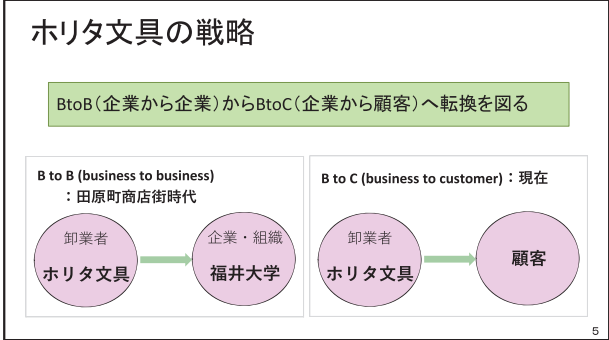 ホリタ文具の戦略
BtoB（企業から企業）からBtoC（企業から顧客）へ転換を図る
B to B (business to business)
：田原町商店街時代
卸業者
ホリタ文具
企業・組織
福井大学
B to C (business to customer)：現在
卸業者
ホリタ文具
顧客
5